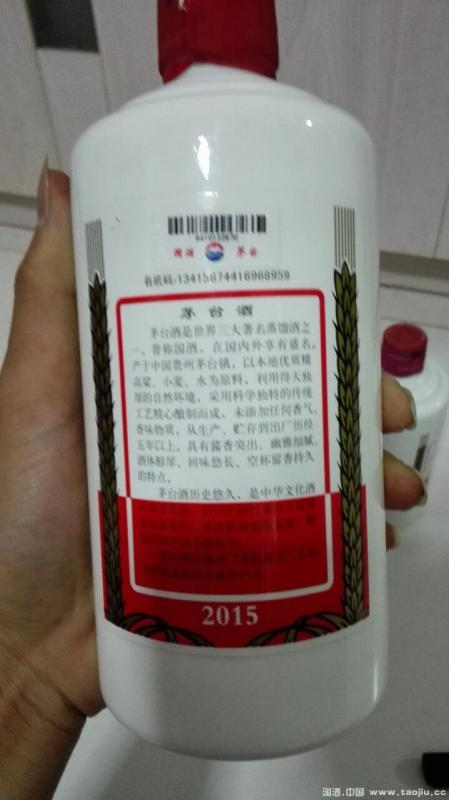 国酒 茅台
有机码:13415874416968959
茅台酒
茅台酒是世界三大著名蒸馏酒之
一，誉称国酒，在国内外享有盛名。
产于中国贵州茅台镇，以本地优质糯
高粱、小麦、水为原料，利用得天独
厚的自然环境，采用科学独特的传统
工艺精心酿制而成，未添加任何香气、
香味物质，从生产、贮存到出厂历经
五年以上。具有酱香突出、幽雅细腻、
酒体醇厚、回味悠长、空杯留香持久
的特点。
茅台酒历史悠久，是中华文化酒
2015
淘酒.中国 www.taojiu.cc